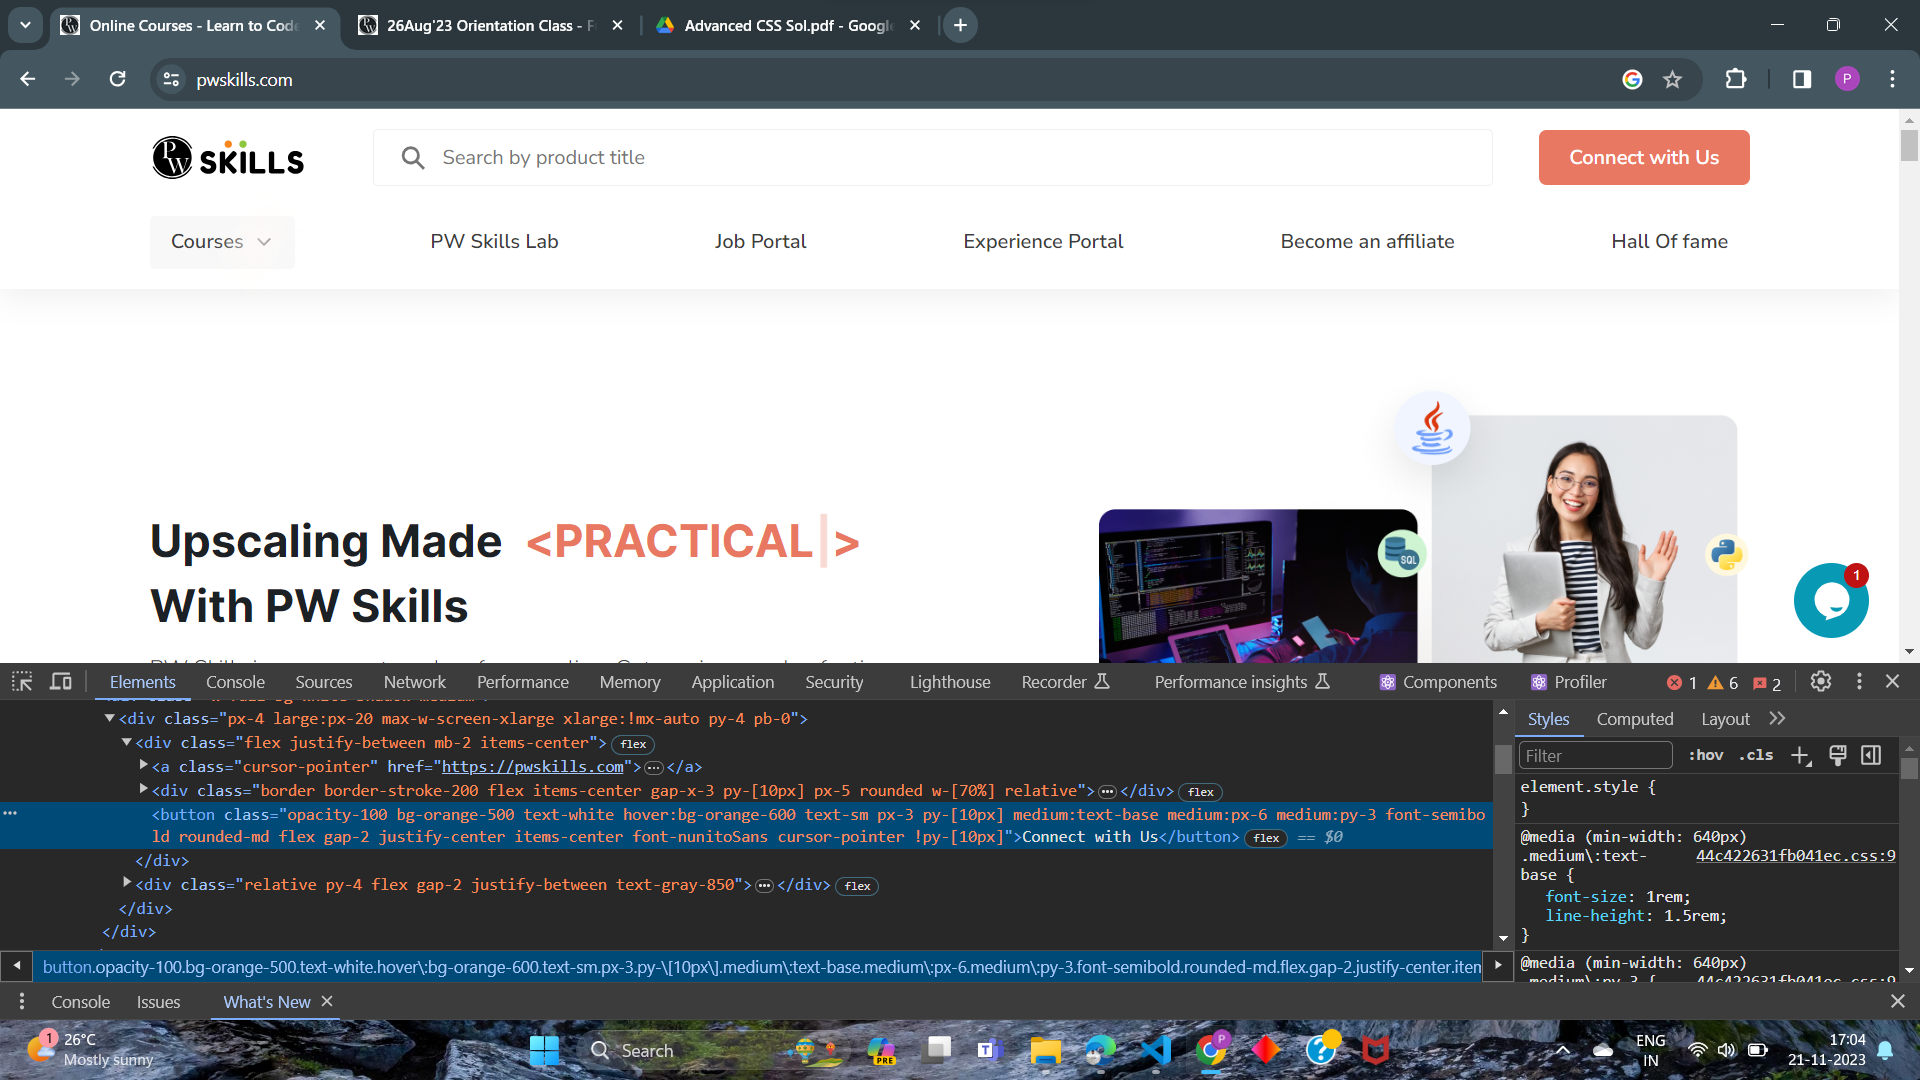 Online Courses - Learn to Code
26Aug'23 Orientation Class - F
Advanced CSS Sol.pdf - Google
pwskills.com
P
PW SKILLS
Search by product title
Connect with Us
Courses
PW Skills Lab
Job Portal
Experience Portal
Become an affiliate
Hall Of fame
Upscaling Made <PRACTICAL|>
With PW Skills
SQL
1
Elements Console Sources Network Performance Memory Application Security Lighthouse Recorder Performance insights Components Profiler 1 6 2
<div class="px-4 large:px-20 max-w-screen-xlarge xlarge:!mx-auto py-4 pb-0">
<div class="flex justify-between mb-2 items-center"> flex
<a class="cursor-pointer" href="https://pwskills.com">…</a>
<div class="border border-stroke-200 flex items-center gap-x-3 py-[10px] px-5 rounded w-[70%] relative">…</div> flex
<button class="opacity-100 bg-orange-500 text-white hover:bg-orange-600 text-sm px-3 py-[10px] medium:text-base medium:px-6 medium:py-3 font-semibo
ld rounded-md flex gap-2 justify-center items-center font-nunitoSans cursor-pointer !py-[10px]">Connect with Us</button> flex == $0
</div>
<div class="relative py-4 flex gap-2 justify-between text-gray-850">…</div> flex
</div>
</div>
button.opacity-100.bg-orange-500.text-white.hover\:bg-orange-600.text-sm.px-3.py-\[10px\].medium\:text-base.medium\:px-6.medium\:py-3.font-semibold.rounded-md.flex.gap-2.justify-center.item
Styles Computed Layout
Filter :hov .cls
element.style {
}
@media (min-width: 640px)
.medium\:text- 44c422631fb041ec.css:9
base {
font-size: 1rem;
line-height: 1.5rem;
}
@media (min-width: 640px)
.medium\:py-3 { 44c422631fb041ec.css:9
Console Issues What's New
1
26°C
Mostly sunny
Search
PRE
P
ENG
IN
17:04
21-11-2023